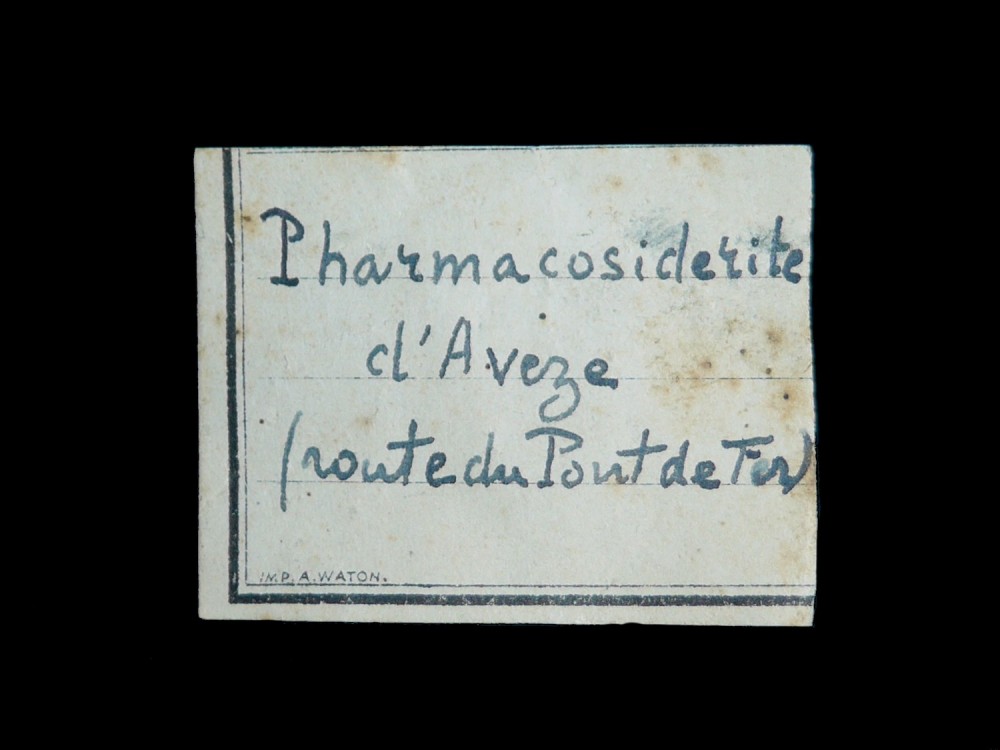 Pharmacosiderite
d'Aveze
(route du Pont de Fer)
IMP. A. WATON.